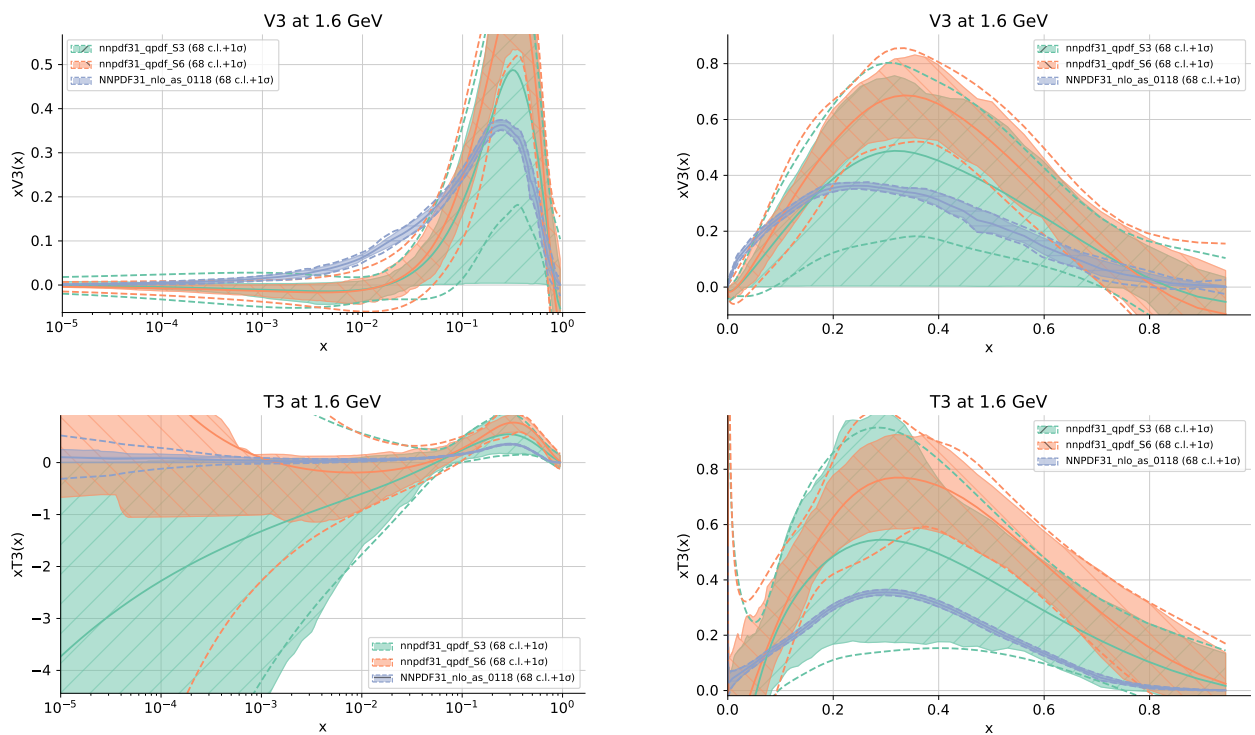 V3 at 1.6 GeV
nnpdf31_qpdf_S3 (68 c.l.+1σ)
nnpdf31_qpdf_S6 (68 c.l.+1σ)
NNPDF31_nlo_as_0118 (68 c.l.+1σ)
0.5
0.4
0.3
0.2
0.1
0.0
xV3(x)
10⁻⁵
10⁻⁴
10⁻³
10⁻²
10⁻¹
10⁰
x
V3 at 1.6 GeV
nnpdf31_qpdf_S3 (68 c.l.+1σ)
nnpdf31_qpdf_S6 (68 c.l.+1σ)
NNPDF31_nlo_as_0118 (68 c.l.+1σ)
0.8
0.6
0.4
0.2
0.0
xV3(x)
0.0
0.2
0.4
0.6
0.8
x
T3 at 1.6 GeV
0
−1
−2
−3
−4
xT3(x)
nnpdf31_qpdf_S3 (68 c.l.+1σ)
nnpdf31_qpdf_S6 (68 c.l.+1σ)
NNPDF31_nlo_as_0118 (68 c.l.+1σ)
10⁻⁵
10⁻⁴
10⁻³
10⁻²
10⁻¹
10⁰
x
T3 at 1.6 GeV
nnpdf31_qpdf_S3 (68 c.l.+1σ)
nnpdf31_qpdf_S6 (68 c.l.+1σ)
NNPDF31_nlo_as_0118 (68 c.l.+1σ)
0.8
0.6
0.4
0.2
0.0
xT3(x)
0.0
0.2
0.4
0.6
0.8
x